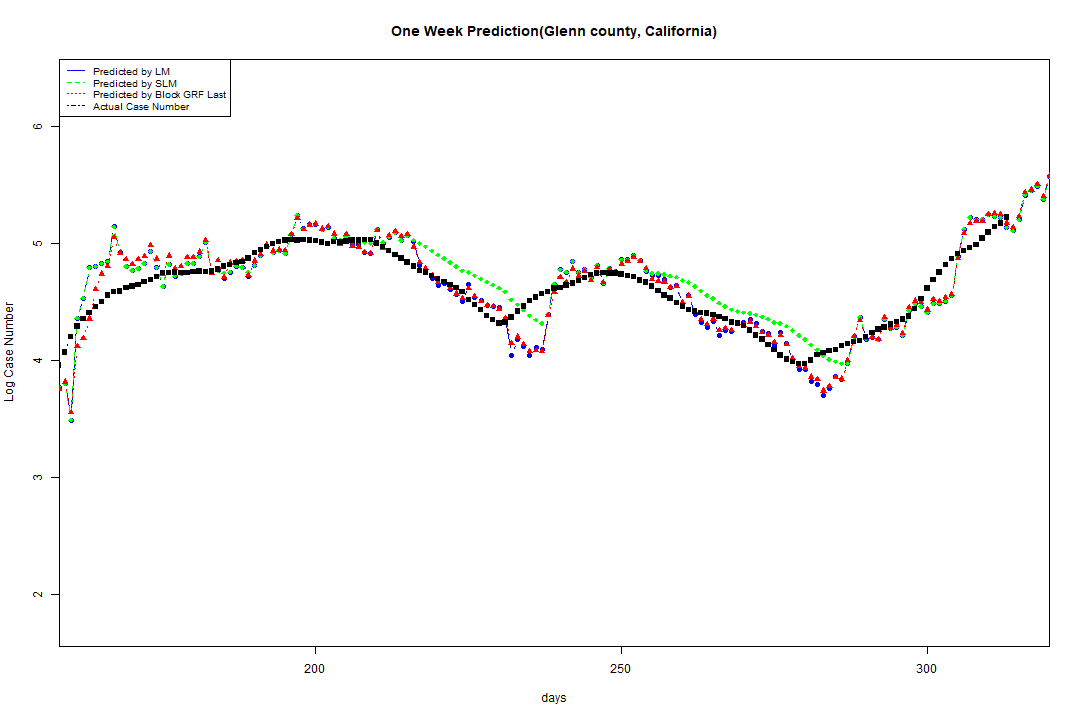 One Week Prediction(Glenn county, California)
Predicted by LM
Predicted by SLM
Predicted by Block GRF Last
Actual Case Number
6
5
4
3
2
Log Case Number
200 250 300
days